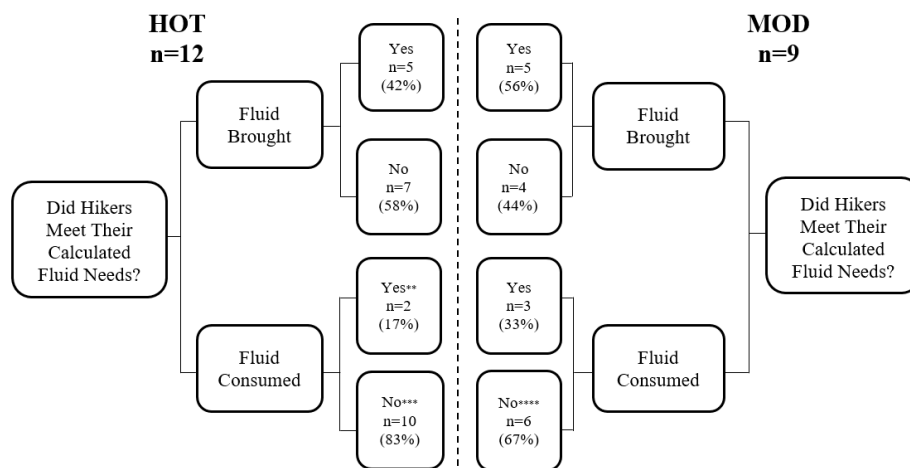 HOT
n=12
MOD
n=9
Did Hikers
Meet Their
Calculated
Fluid Needs?
Fluid
Brought
Yes
n=5
(42%)
No
n=7
(58%)
Fluid
Consumed
Yes**
n=2
(17%)
No***
n=10
(83%)
Yes
n=5
(56%)
No
n=4
(44%)
Fluid
Brought
Yes
n=3
(33%)
No****
n=6
(67%)
Fluid
Consumed
Did Hikers
Meet Their
Calculated
Fluid Needs?